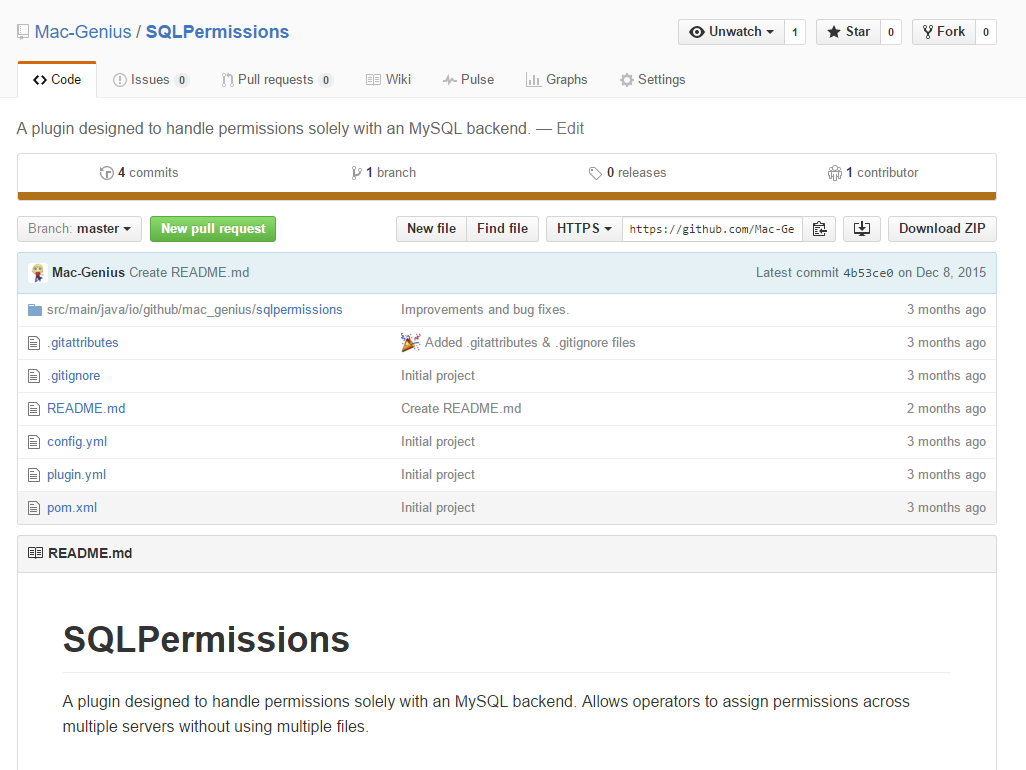 Mac-Genius / SQLPermissions
Unwatch 1 Star 0 Fork 0
Code Issues 0 Pull requests 0 Wiki Pulse Graphs Settings
A plugin designed to handle permissions solely with an MySQL backend. — Edit
4 commits 1 branch 0 releases 1 contributor
Branch: master New pull request New file Find file HTTPS https://github.com/Mac-Ge Download ZIP
Mac-Genius Create README.md Latest commit 4b53ce0 on Dec 8, 2015
src/main/java/io/github/mac_genius/sqlpermissions Improvements and bug fixes. 3 months ago
.gitattributes Added .gitattributes & .gitignore files 3 months ago
.gitignore Initial project 3 months ago
README.md Create README.md 2 months ago
config.yml Initial project 3 months ago
plugin.yml Initial project 3 months ago
pom.xml Initial project 3 months ago
README.md
SQLPermissions
A plugin designed to handle permissions solely with an MySQL backend. Allows operators to assign permissions across
multiple servers without using multiple files.